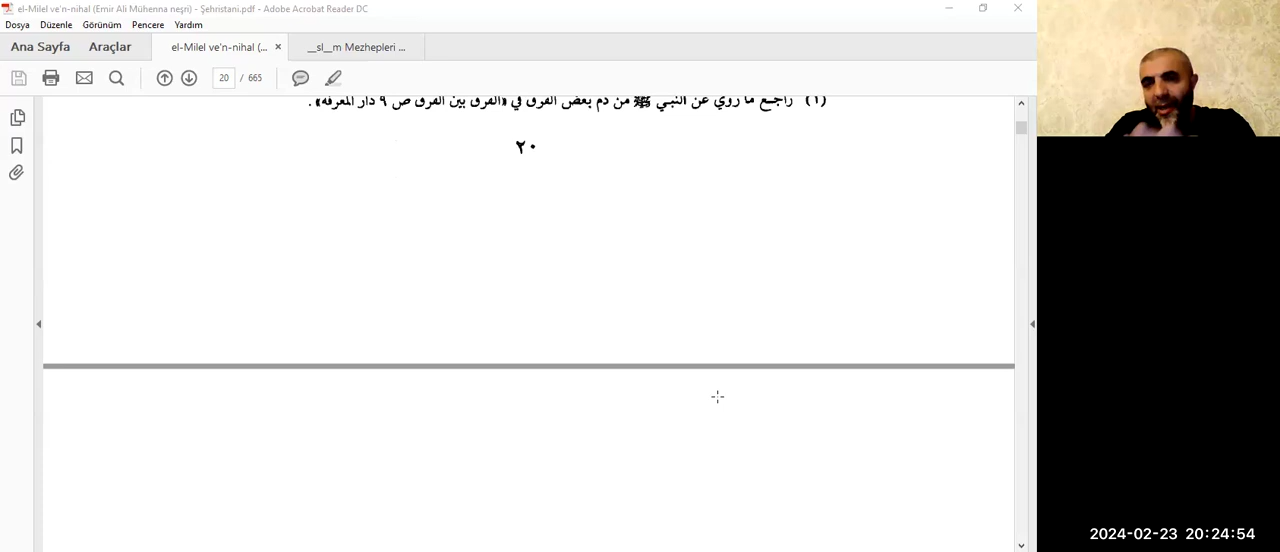 el-Milel ve'n-nihal (Emir Ali Mühenna neşri) - Şehristani.pdf - Adobe Acrobat Reader DC
Dosya Düzenle Görünüm Pencere Yardım
Ana Sayfa Araçlar el-Milel ve'n-nihal (... × __sl__m Mezhepleri ...
20 / 665
(١) راجع ما روي عن النبي ﷺ من ذم بعض الفرق في «الفرق بين الفرق ص ٩ دار المعرفة» .
٢٠
2024-02-23 20:24:54